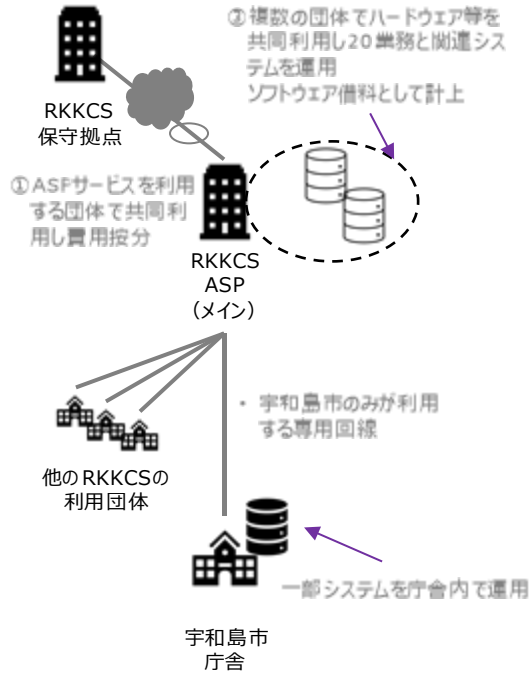 ②複数の団体でハードウェア等を
共同利用し20業務と関連シス
テムを運用
ソフトウェア借料として計上
RKKCS
保守拠点
①ASPサービスを利用
する団体で共同利
用し費用按分
RKKCS
ASP
（メイン）
・ 宇和島市のみが利用
する専用回線
他のRKKCSの
利用団体
一部システムを庁舎内で運用
宇和島市
庁舎